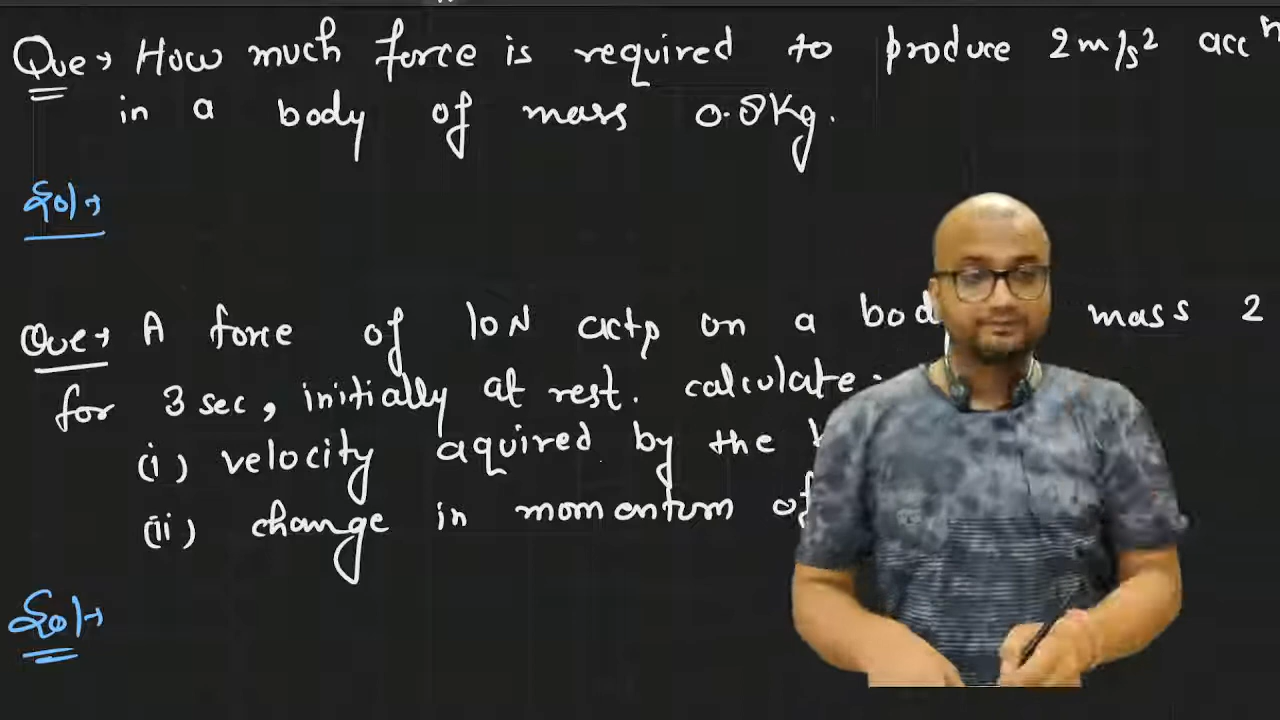 Que→ How much force is required to produce 2m/s² accⁿ
in a body of mass 0.8Kg.
Sol→
Que→ A force of 10N acts on a bod mass 2
for 3 sec, initially at rest. calculate.
(i) velocity aquired by the
(ii) change in momentum of
Sol→